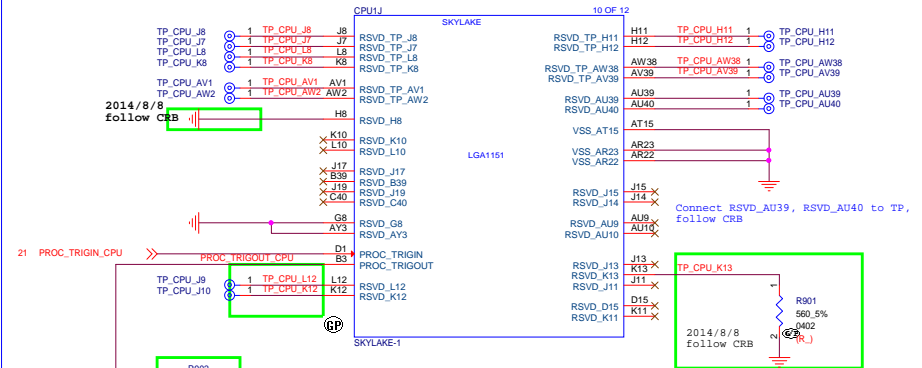 CPU1J
10 OF 12
SKYLAKE
TP_CPU_J8 1 TP_CPU_J8 J8 RSVD_TP_J8
TP_CPU_J7 1 TP_CPU_J7 J7 RSVD_TP_J7
TP_CPU_L8 1 TP_CPU_L8 L8 RSVD_TP_L8
TP_CPU_K8 1 TP_CPU_K8 K8 RSVD_TP_K8
TP_CPU_AV1 1 TP_CPU_AV1 AV1 RSVD_TP_AV1
TP_CPU_AW2 1 TP_CPU_AW2 AW2 RSVD_TP_AW2
2014/8/8
follow CRB
H8 RSVD_H8
K10 RSVD_K10
L10 RSVD_L10
LGA1151
J17 RSVD_J17
B39 RSVD_B39
J19 RSVD_J19
C40 RSVD_C40
G8 RSVD_G8
AY3 RSVD_AY3
21 PROC_TRIGIN_CPU D1 PROC_TRIGIN
PROC_TRIGOUT_CPU B3 PROC_TRIGOUT
TP_CPU_J9 1 TP_CPU_L12 L12 RSVD_L12
TP_CPU_J10 1 TP_CPU_K12 K12 RSVD_K12
GP
SKYLAKE-1
RSVD_TP_H11 H11 TP_CPU_H11 1 TP_CPU_H11
RSVD_TP_H12 H12 TP_CPU_H12 1 TP_CPU_H12
RSVD_TP_AW38 AW38 TP_CPU_AW38 1 TP_CPU_AW38
RSVD_TP_AV39 AV39 TP_CPU_AV39 1 TP_CPU_AV39
RSVD_AU39 AU39 1 TP_CPU_AU39
RSVD_AU40 AU40 1 TP_CPU_AU40
VSS_AT15 AT15
VSS_AR23 AR23
VSS_AR22 AR22
RSVD_J15 J15
RSVD_J14 J14
Connect RSVD_AU39, RSVD_AU40 to TP,
follow CRB
RSVD_AU9 AU9
RSVD_AU10 AU10
RSVD_J13 J13
RSVD_K13 K13 TP_CPU_K13
RSVD_J11 J11
RSVD_D15 D15
RSVD_K11 K11
1
R901
560_5%
0402
(R_)
2
2014/8/8
follow CRB